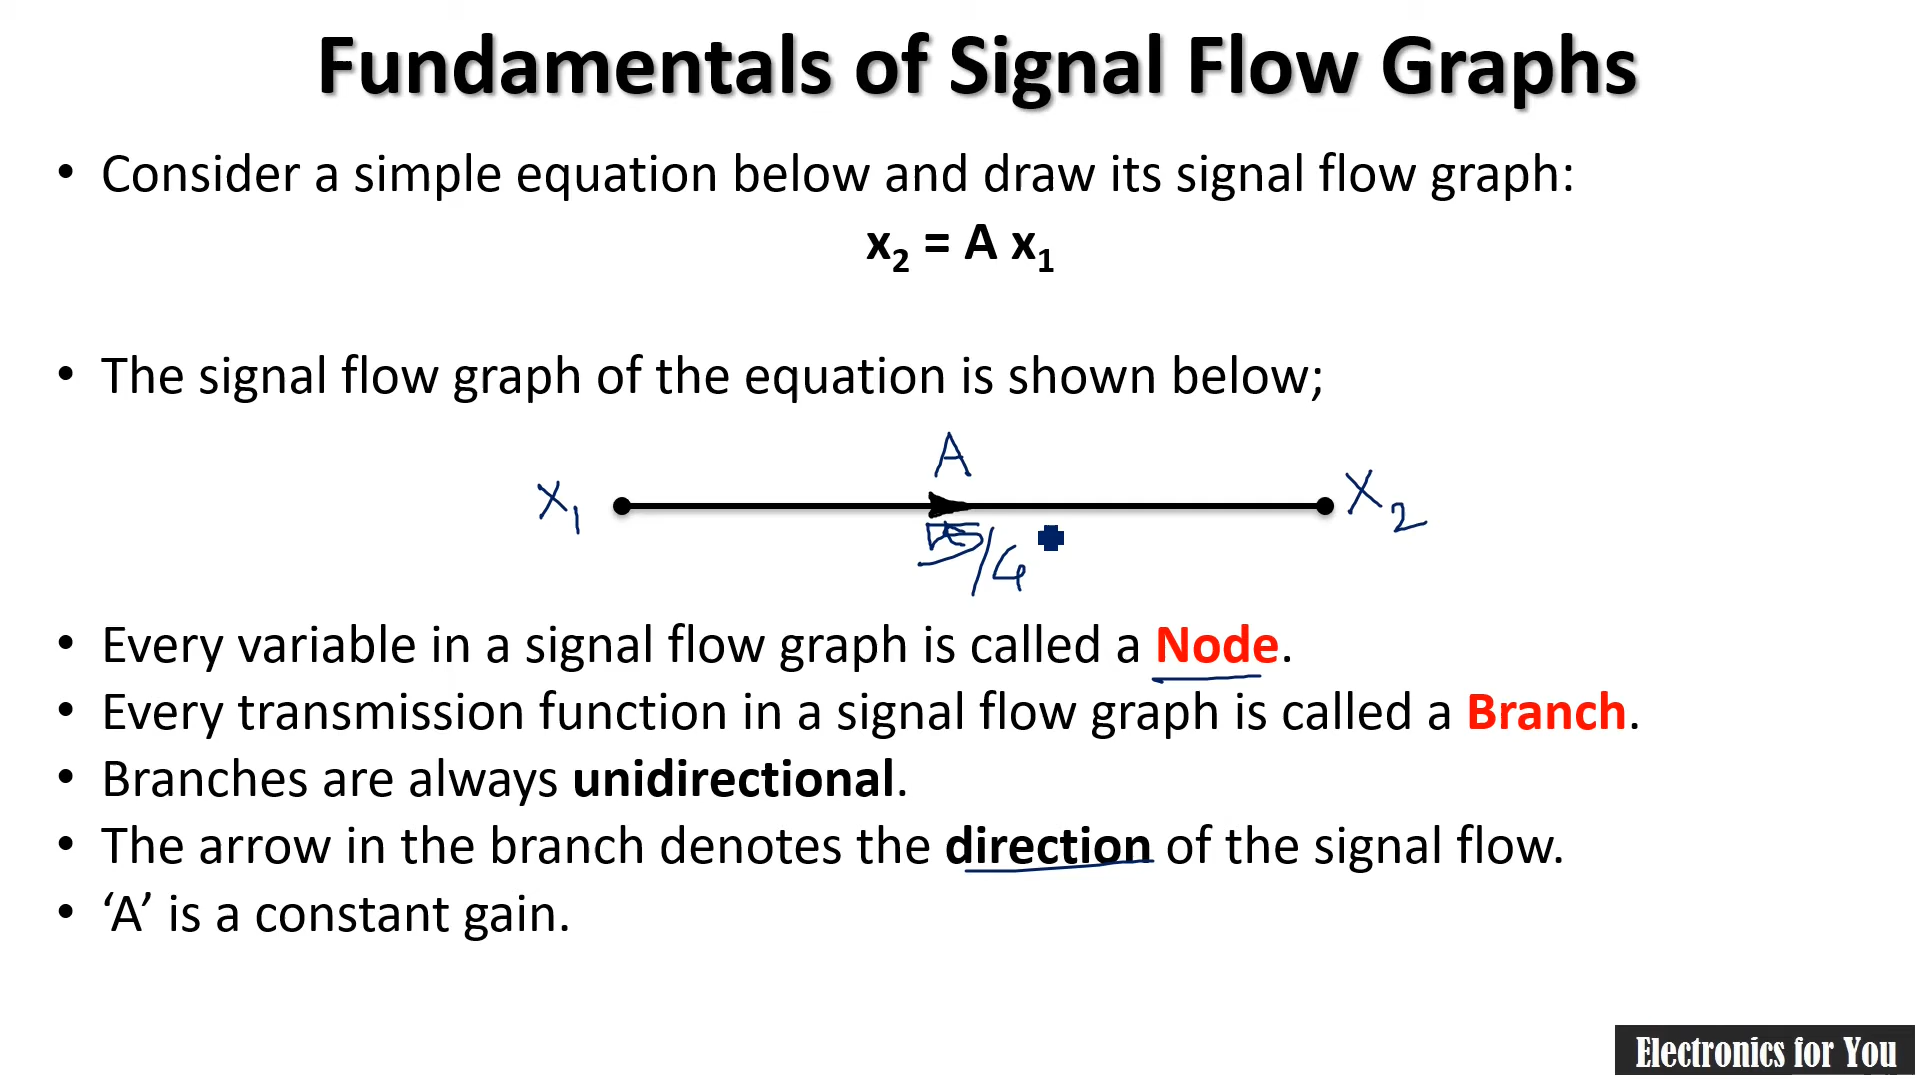 Fundamentals of Signal Flow Graphs
• Consider a simple equation below and draw its signal flow graph:
x₂ = A x₁
• The signal flow graph of the equation is shown below;
A
X₁ X₂
• Every variable in a signal flow graph is called a Node.
• Every transmission function in a signal flow graph is called a Branch.
• Branches are always unidirectional.
• The arrow in the branch denotes the direction of the signal flow.
• ‘A’ is a constant gain.
Electronics for You